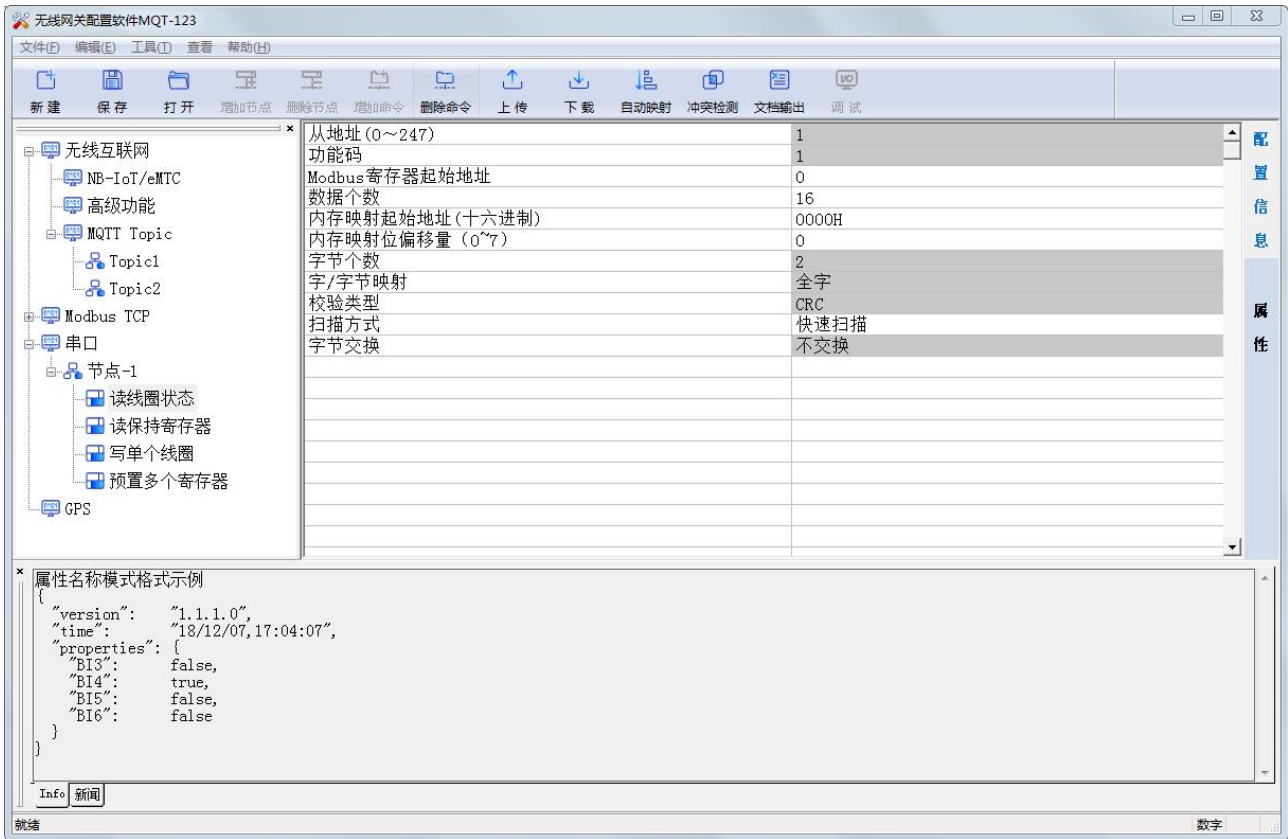 无线网关配置软件MQT-123
文件(F) 编辑(E) 工具(T) 查看 帮助(H)
新建 保存 打开 增加节点 删除节点 增加命令 删除命令 上传 下载 自动映射 冲突检测 文档输出 调试
无线互联网
NB-IoT/eMTC
高级功能
MQTT Topic
Topic1
Topic2
Modbus TCP
串口
节点-1
读线圈状态
读保持寄存器
写单个线圈
预置多个寄存器
GPS
从地址(0～247) 1
功能码 1
Modbus寄存器起始地址 0
数据个数 16
内存映射起始地址(十六进制) 0000H
内存映射位偏移量 (0~7) 0
字节个数 2
字/字节映射 全字
校验类型 CRC
扫描方式 快速扫描
字节交换 不交换
配置信息
属性
属性名称模式格式示例
{
"version": "1.1.1.0",
"time": "18/12/07,17:04:07",
"properties": {
"BI3": false,
"BI4": true,
"BI5": false,
"BI6": false
}
}
Info 新闻
就绪 数字